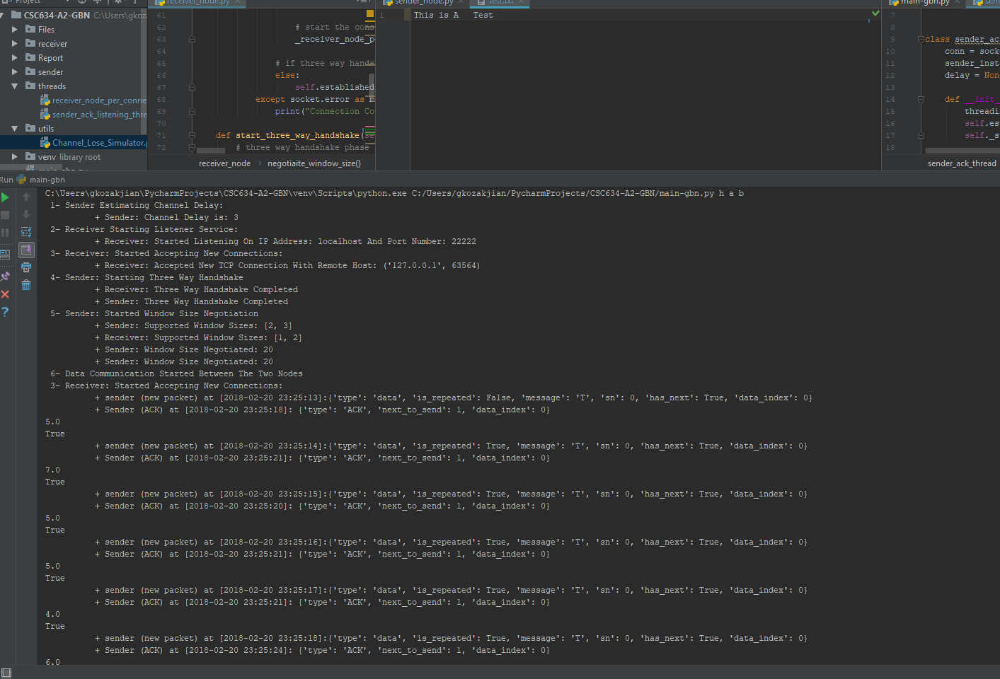 Project
CSC634-A2-GBN C:\Users\gkoza
Files
receiver
Report
sender
threads
receiver_node_per_conne
sender_ack_listening_thre
utils
Channel_Lose_Simulator.
venv library root
main-gbn.py
receiver_node.py
61
62 # start the cons
63 _receiver_node_p
64
65 # if three way hands
66 else:
67 self.established
68 except socket.error as m
69 print("Connection Co
70
71 def start_three_way_handshake(se
72 # three way handshake phase
receiver_node > negotiaite_window_size()
sender_node.py
test.txt
1 This is A   Test
main-gbn.py
send
7
8
9 class sender_ac
10 conn = sock
11 sender_inst
12 delay = Non
13
14 def __init_
15 threadi
16 self.es
17 self._s
18
sender_ack_thread
Run main-gbn
C:\Users\gkozakjian\PycharmProjects\CSC634-A2-GBN\venv\Scripts\python.exe C:/Users/gkozakjian/PycharmProjects/CSC634-A2-GBN/main-gbn.py h a b
1- Sender Estimating Channel Delay:
+ Sender: Channel Delay is: 3
2- Receiver Starting Listener Service:
+ Receiver: Started Listening On IP Address: localhost And Port Number: 22222
3- Receiver: Started Accepting New Connections:
+ Receiver: Accepted New TCP Connection With Remote Host: ('127.0.0.1', 63564)
4- Sender: Starting Three Way Handshake
+ Receiver: Three Way Handshake Completed
+ Sender: Three Way Handshake Completed
5- Sender: Started Window Size Negotiation
+ Sender: Supported Window Sizes: [2, 3]
+ Receiver: Supported Window Sizes: [1, 2]
+ Sender: Window Size Negotiated: 20
+ Sender: Window Size Negotiated: 20
6- Data Communication Started Between The Two Nodes
3- Receiver: Started Accepting New Connections:
+ sender (new packet) at [2018-02-20 23:25:13]:{'type': 'data', 'is_repeated': False, 'message': 'T', 'sn': 0, 'has_next': True, 'data_index': 0}
+ Sender (ACK) at [2018-02-20 23:25:18]: {'type': 'ACK', 'next_to_send': 1, 'data_index': 0}
5.0
True
+ sender (new packet) at [2018-02-20 23:25:14]:{'type': 'data', 'is_repeated': True, 'message': 'T', 'sn': 0, 'has_next': True, 'data_index': 0}
+ Sender (ACK) at [2018-02-20 23:25:21]: {'type': 'ACK', 'next_to_send': 1, 'data_index': 0}
7.0
True
+ sender (new packet) at [2018-02-20 23:25:15]:{'type': 'data', 'is_repeated': True, 'message': 'T', 'sn': 0, 'has_next': True, 'data_index': 0}
+ Sender (ACK) at [2018-02-20 23:25:20]: {'type': 'ACK', 'next_to_send': 1, 'data_index': 0}
5.0
True
+ sender (new packet) at [2018-02-20 23:25:16]:{'type': 'data', 'is_repeated': True, 'message': 'T', 'sn': 0, 'has_next': True, 'data_index': 0}
+ Sender (ACK) at [2018-02-20 23:25:21]: {'type': 'ACK', 'next_to_send': 1, 'data_index': 0}
5.0
True
+ sender (new packet) at [2018-02-20 23:25:17]:{'type': 'data', 'is_repeated': True, 'message': 'T', 'sn': 0, 'has_next': True, 'data_index': 0}
+ Sender (ACK) at [2018-02-20 23:25:21]: {'type': 'ACK', 'next_to_send': 1, 'data_index': 0}
4.0
True
+ sender (new packet) at [2018-02-20 23:25:18]:{'type': 'data', 'is_repeated': True, 'message': 'T', 'sn': 0, 'has_next': True, 'data_index': 0}
+ Sender (ACK) at [2018-02-20 23:25:24]: {'type': 'ACK', 'next_to_send': 1, 'data_index': 0}
6.0